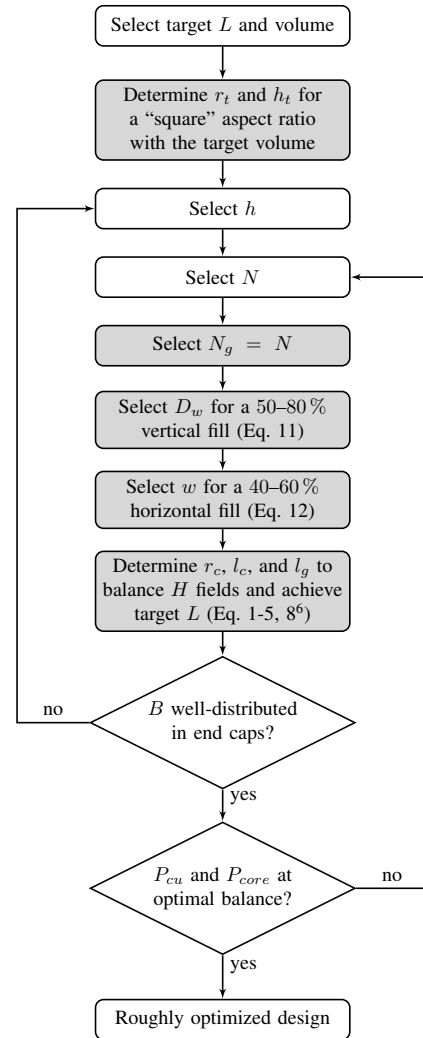 Select target L and volume
Determine r_t and h_t for
a “square” aspect ratio
with the target volume
Select h
Select N
Select N_g = N
Select D_w for a 50–80 %
vertical fill (Eq. 11)
Select w for a 40–60 %
horizontal fill (Eq. 12)
Determine r_c, l_c, and l_g to
balance H fields and achieve
target L (Eq. 1-5, 8⁶)
B well-distributed
in end caps?
no
yes
P_cu and P_core at
optimal balance?
no
yes
Roughly optimized design